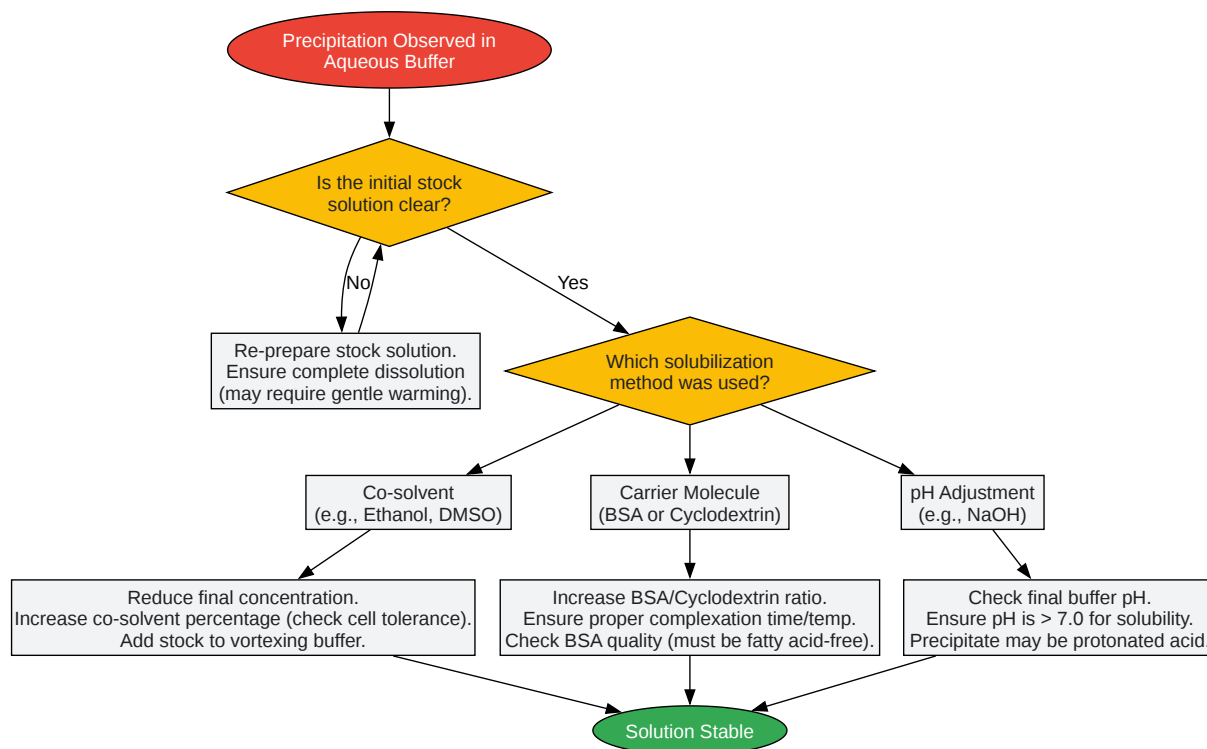 Precipitation Observed in
Aqueous Buffer
Is the initial stock
solution clear?
No
Yes
Re-prepare stock solution.
Ensure complete dissolution
(may require gentle warming).
Which solubilization
method was used?
Co-solvent
(e.g., Ethanol, DMSO)
Carrier Molecule
(BSA or Cyclodextrin)
pH Adjustment
(e.g., NaOH)
Reduce final concentration.
Increase co-solvent percentage (check cell tolerance).
Add stock to vortexing buffer.
Increase BSA/Cyclodextrin ratio.
Ensure proper complexation time/temp.
Check BSA quality (must be fatty acid-free).
Check final buffer pH.
Ensure pH is > 7.0 for solubility.
Precipitate may be protonated acid.
Solution Stable